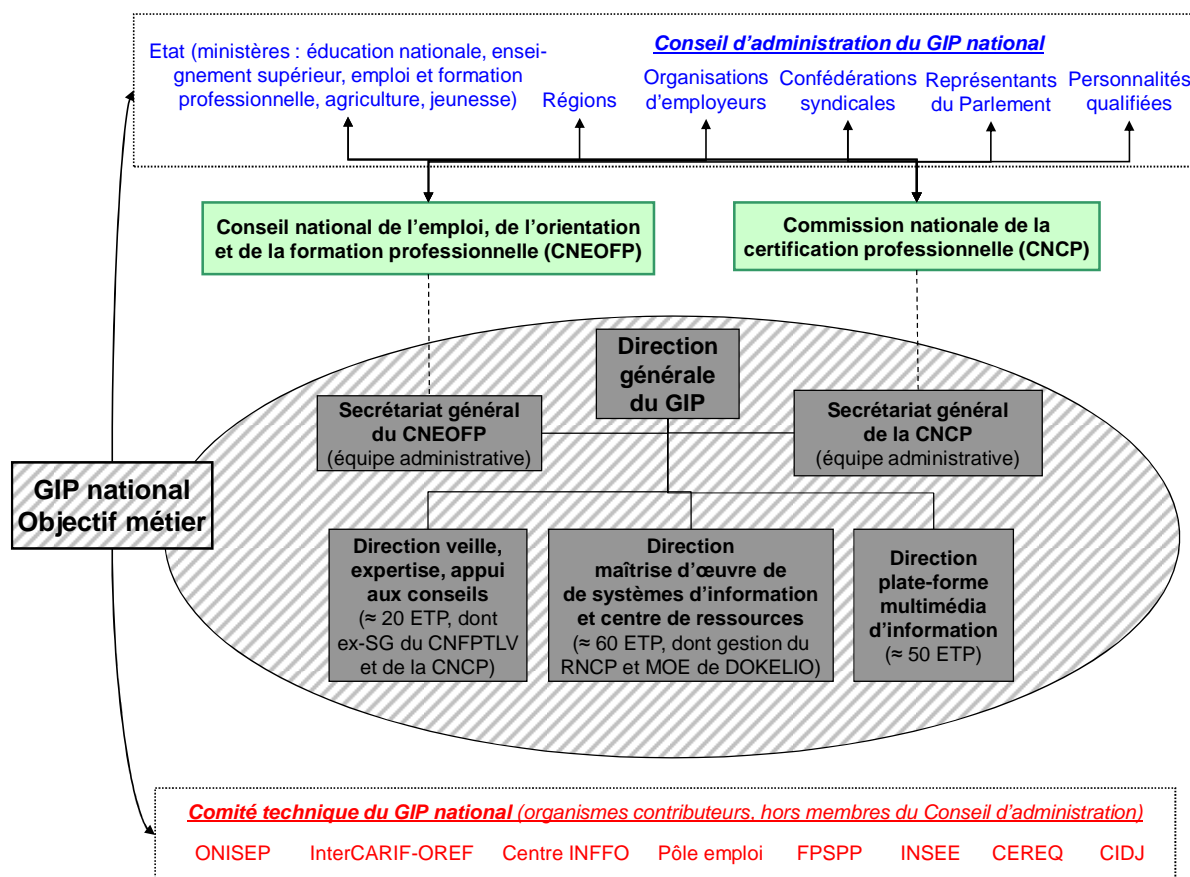 Conseil d'administration du GIP national
Etat (ministères : éducation nationale, ensei-
gnement supérieur, emploi et formation
professionnelle, agriculture, jeunesse)
Régions
Organisations
d'employeurs
Confédérations
syndicales
Représentants
du Parlement
Personnalités
qualifiées
Conseil national de l'emploi, de l'orientation
et de la formation professionnelle (CNEOFP)
Commission nationale de la
certification professionnelle (CNCP)
Direction
générale
du GIP
Secrétariat général
du CNEOFP
(équipe administrative)
Secrétariat général
de la CNCP
(équipe administrative)
GIP national
Objectif métier
Direction veille,
expertise, appui
aux conseils
(≈ 20 ETP, dont
ex-SG du CNFPTLV
et de la CNCP)
Direction
maîtrise d'œuvre de
de systèmes d'information
et centre de ressources
(≈ 60 ETP, dont gestion du
RNCP et MOE de DOKELIO)
Direction
plate-forme
multimédia
d'information
(≈ 50 ETP)
Comité technique du GIP national (organismes contributeurs, hors membres du Conseil d'administration)
ONISEP InterCARIF-OREF Centre INFFO Pôle emploi FPSPP INSEE CEREQ CIDJ